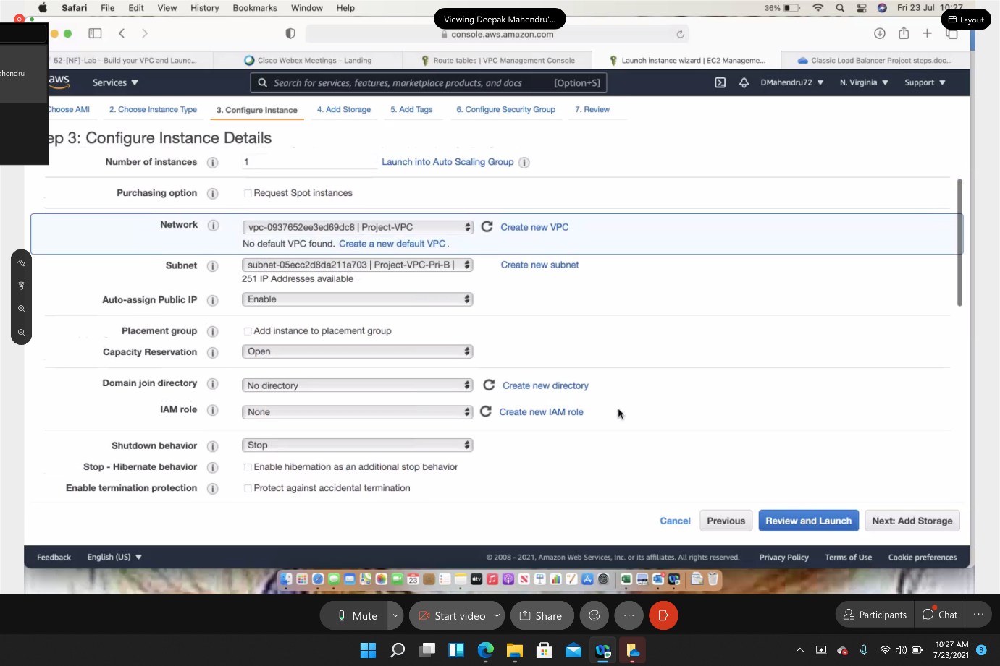 Safari File Edit View History Bookmarks Window Help
36% Fri 23 Jul 10:27
Viewing Deepak Mahendru'...
Layout
console.aws.amazon.com
52-[NF]-Lab - Build your VPC and Launc...
Cisco Webex Meetings - Landing
Route tables | VPC Management Console
Launch instance wizard | EC2 Manageme...
Classic Load Balancer Project steps.doc...
ahendru
aws
Services
Search for services, features, marketplace products, and docs [Option+S]
DMahendru72
N. Virginia
Support
hoose AMI
2. Choose Instance Type
3. Configure Instance
4. Add Storage
5. Add Tags
6. Configure Security Group
7. Review
ep 3: Configure Instance Details
Number of instances i 1 Launch into Auto Scaling Group i
Purchasing option i Request Spot instances
Network i vpc-0937652ee3ed69dc8 | Project-VPC Create new VPC
No default VPC found. Create a new default VPC.
Subnet i subnet-05ecc2d8da211a703 | Project-VPC-Pri-B | Create new subnet
251 IP Addresses available
Auto-assign Public IP i Enable
Placement group i Add instance to placement group
Capacity Reservation i Open
Domain join directory i No directory Create new directory
IAM role i None Create new IAM role
Shutdown behavior i Stop
Stop - Hibernate behavior i Enable hibernation as an additional stop behavior
Enable termination protection i Protect against accidental termination
Cancel Previous Review and Launch Next: Add Storage
Feedback English (US) © 2008 - 2021, Amazon Web Services, Inc. or its affiliates. All rights reserved. Privacy Policy Terms of Use Cookie preferences
23
tv
Mute Start video Share Participants Chat
10:27 AM
7/23/2021
8